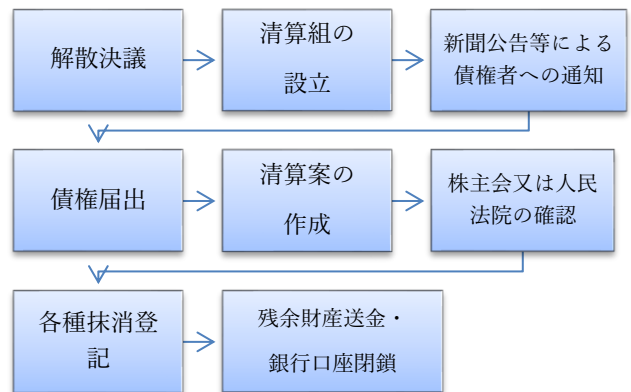 解散決議
清算組の
設立
新聞公告等による
債権者への通知
債権届出
清算案の
作成
株主会又は人民
法院の確認
各種抹消登
記
残余財産送金・
銀行口座閉鎖